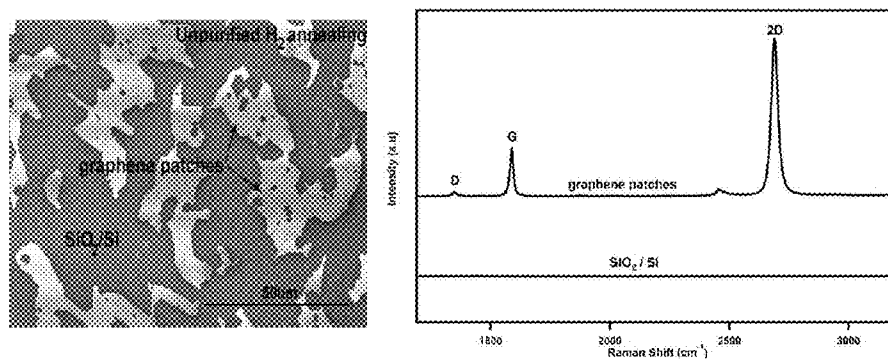 Unpurified H2 annealing
graphene patches
SiO2/Si
50um
2D
G
D
graphene patches
SiO2 / Si
Intensity (a.u)
2000
2500
3000
Raman Shift (cm-1)